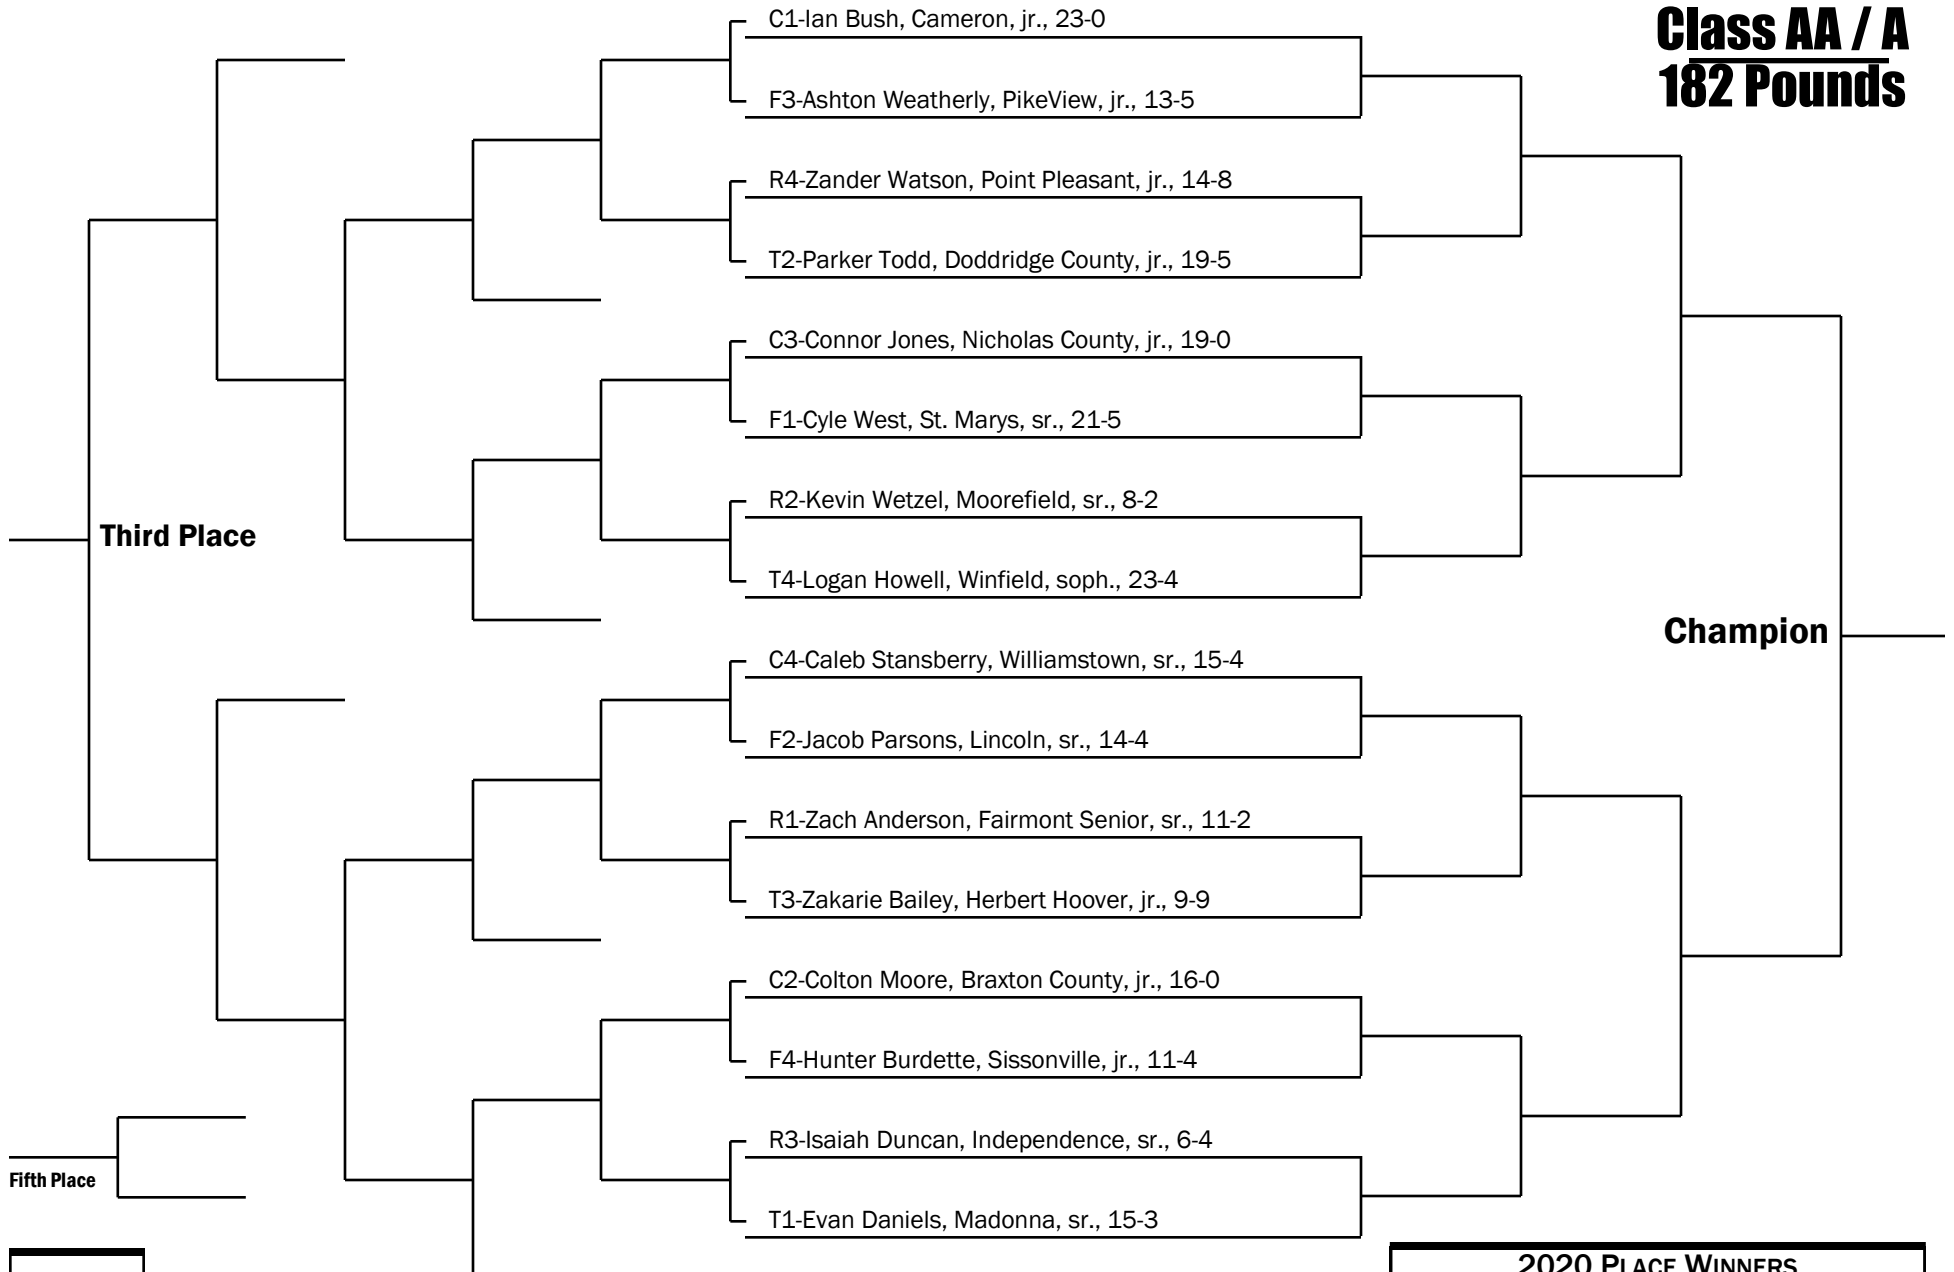 Class AA / A
182 Pounds
C1-Ian Bush, Cameron, jr., 23-0
F3-Ashton Weatherly, PikeView, jr., 13-5
R4-Zander Watson, Point Pleasant, jr., 14-8
T2-Parker Todd, Doddridge County, jr., 19-5
C3-Connor Jones, Nicholas County, jr., 19-0
F1-Cyle West, St. Marys, sr., 21-5
R2-Kevin Wetzel, Moorefield, sr., 8-2
Third Place
T4-Logan Howell, Winfield, soph., 23-4
Champion
C4-Caleb Stansberry, Williamstown, sr., 15-4
F2-Jacob Parsons, Lincoln, sr., 14-4
R1-Zach Anderson, Fairmont Senior, sr., 11-2
T3-Zakarie Bailey, Herbert Hoover, jr., 9-9
C2-Colton Moore, Braxton County, jr., 16-0
F4-Hunter Burdette, Sissonville, jr., 11-4
R3-Isaiah Duncan, Independence, sr., 6-4
Fifth Place
T1-Evan Daniels, Madonna, sr., 15-3
2020 PLACE WINNERS